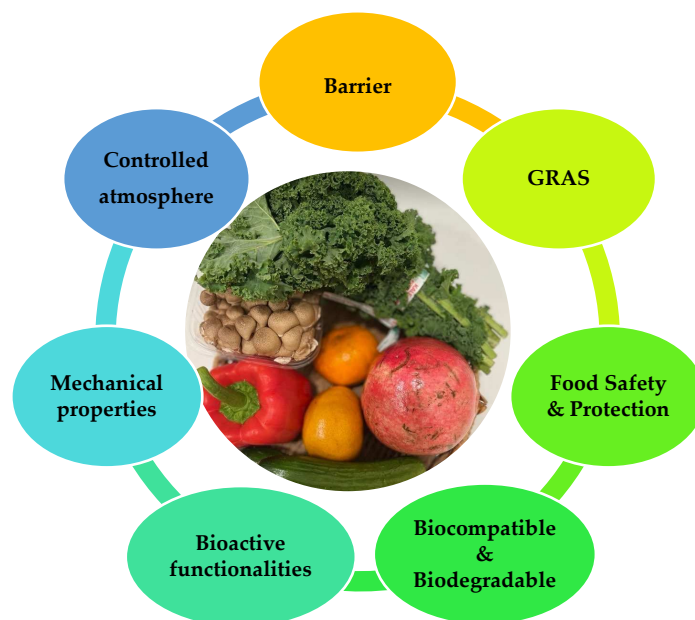 Barrier
GRAS
Food Safety
& Protection
Biocompatible
&
Biodegradable
Bioactive
functionalities
Mechanical
properties
Controlled
atmosphere